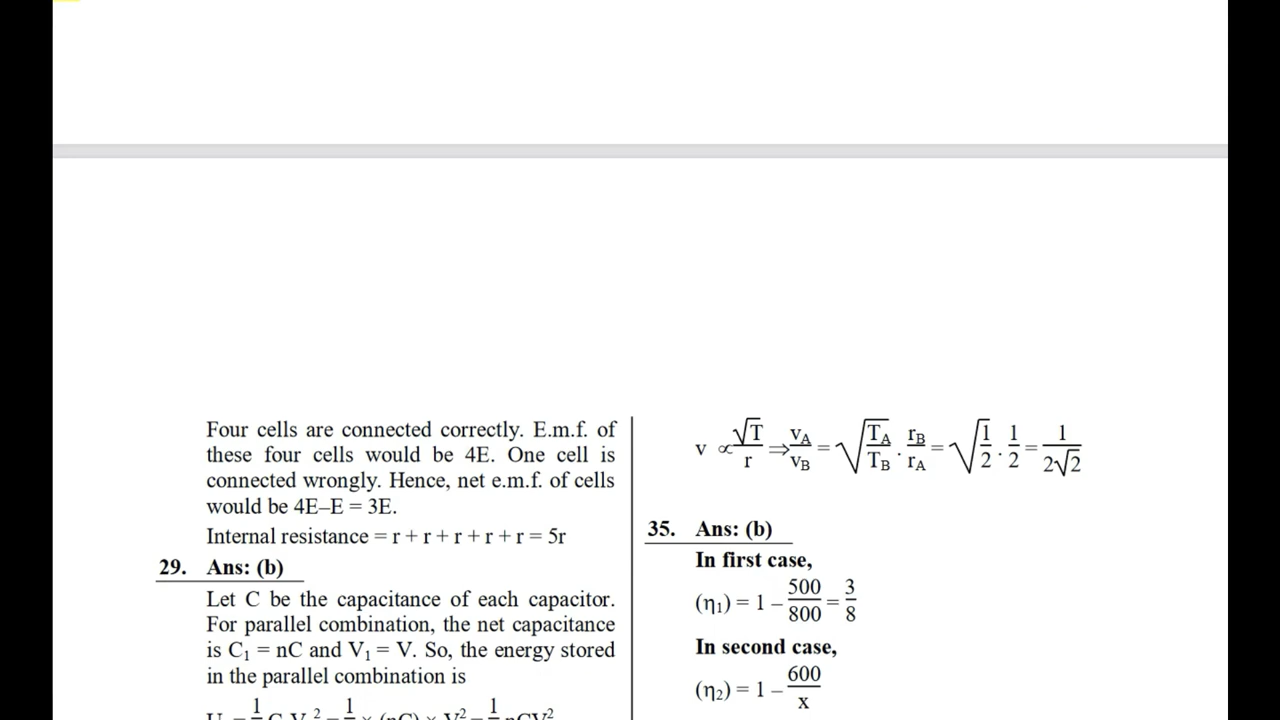 Four cells are connected correctly. E.m.f. of
these four cells would be 4E. One cell is
connected wrongly. Hence, net e.m.f. of cells
would be 4E–E = 3E.
Internal resistance = r + r + r + r + r = 5r
29. Ans: (b)
Let C be the capacitance of each capacitor.
For parallel combination, the net capacitance
is C₁ = nC and V₁ = V. So, the energy stored
in the parallel combination is
v ∝ √T/r ⇒ v_A/v_B = √(T_A/T_B) · r_B/r_A = √(1/2) · 1/2 = 1/(2√2)
35. Ans: (b)
In first case,
(η₁) = 1 – 500/800 = 3/8
In second case,
(η₂) = 1 – 600/x